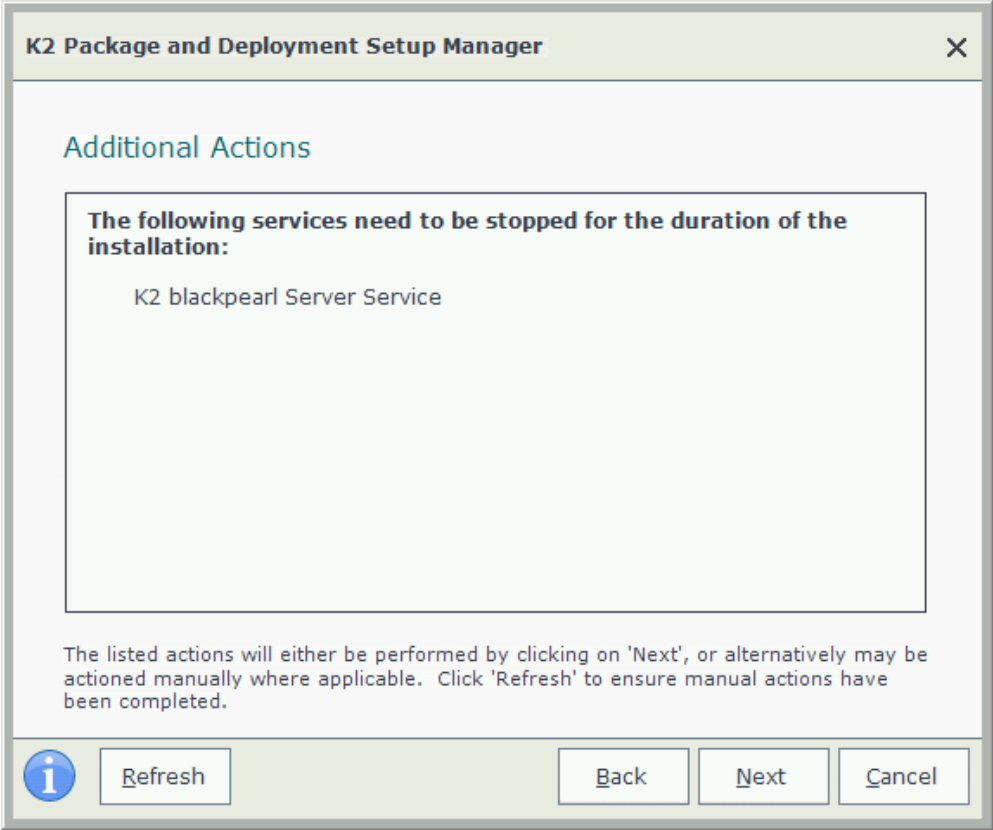 K2 Package and Deployment Setup Manager
Additional Actions
The following services need to be stopped for the duration of the
installation:
K2 blackpearl Server Service
The listed actions will either be performed by clicking on 'Next', or alternatively may be
actioned manually where applicable.  Click 'Refresh' to ensure manual actions have
been completed.
Refresh
Back
Next
Cancel